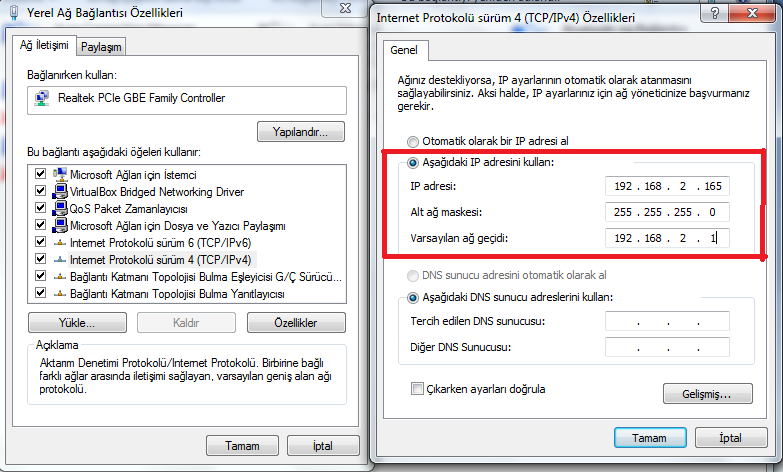 Yerel Ağ Bağlantısı Özellikleri
Ağ İletişimi
Paylaşım
Bağlanırken kullan:
Realtek PCIe GBE Family Controller
Yapılandır...
Bu bağlantı aşağıdaki öğeleri kullanır:
Microsoft Ağları için İstemci
VirtualBox Bridged Networking Driver
QoS Paket Zamanlayıcısı
Microsoft Ağları için Dosya ve Yazıcı Paylaşımı
Internet Protokolü sürüm 6 (TCP/IPv6)
Internet Protokolü sürüm 4 (TCP/IPv4)
Bağlantı Katmanı Topolojisi Bulma Eşleyicisi G/Ç Sürücü...
Bağlantı Katmanı Topolojisi Bulma Yanıtlayıcısı
Yükle...
Kaldır
Özellikler
Açıklama
Aktarım Denetimi Protokolü/Internet Protokolü. Birbirine bağlı
farklı ağlar arasında iletişimi sağlayan, varsayılan geniş alan ağı
protokolü.
Tamam
İptal
Internet Protokolü sürüm 4 (TCP/IPv4) Özellikleri
Genel
Ağınız destekliyorsa, IP ayarlarının otomatik olarak atanmasını
sağlayabilirsiniz. Aksi halde, IP ayarlarınız için ağ yöneticinize başvurmanız
gerekir.
Otomatik olarak bir IP adresi al
Aşağıdaki IP adresini kullan:
IP adresi: 192 . 168 . 2 . 165
Alt ağ maskesi: 255 . 255 . 255 . 0
Varsayılan ağ geçidi: 192 . 168 . 2 . 1
DNS sunucu adresini otomatik olarak al
Aşağıdaki DNS sunucu adreslerini kullan:
Tercih edilen DNS sunucusu: . . .
Diğer DNS Sunucusu: . . .
Çıkarken ayarları doğrula
Gelişmiş...
Tamam
İptal